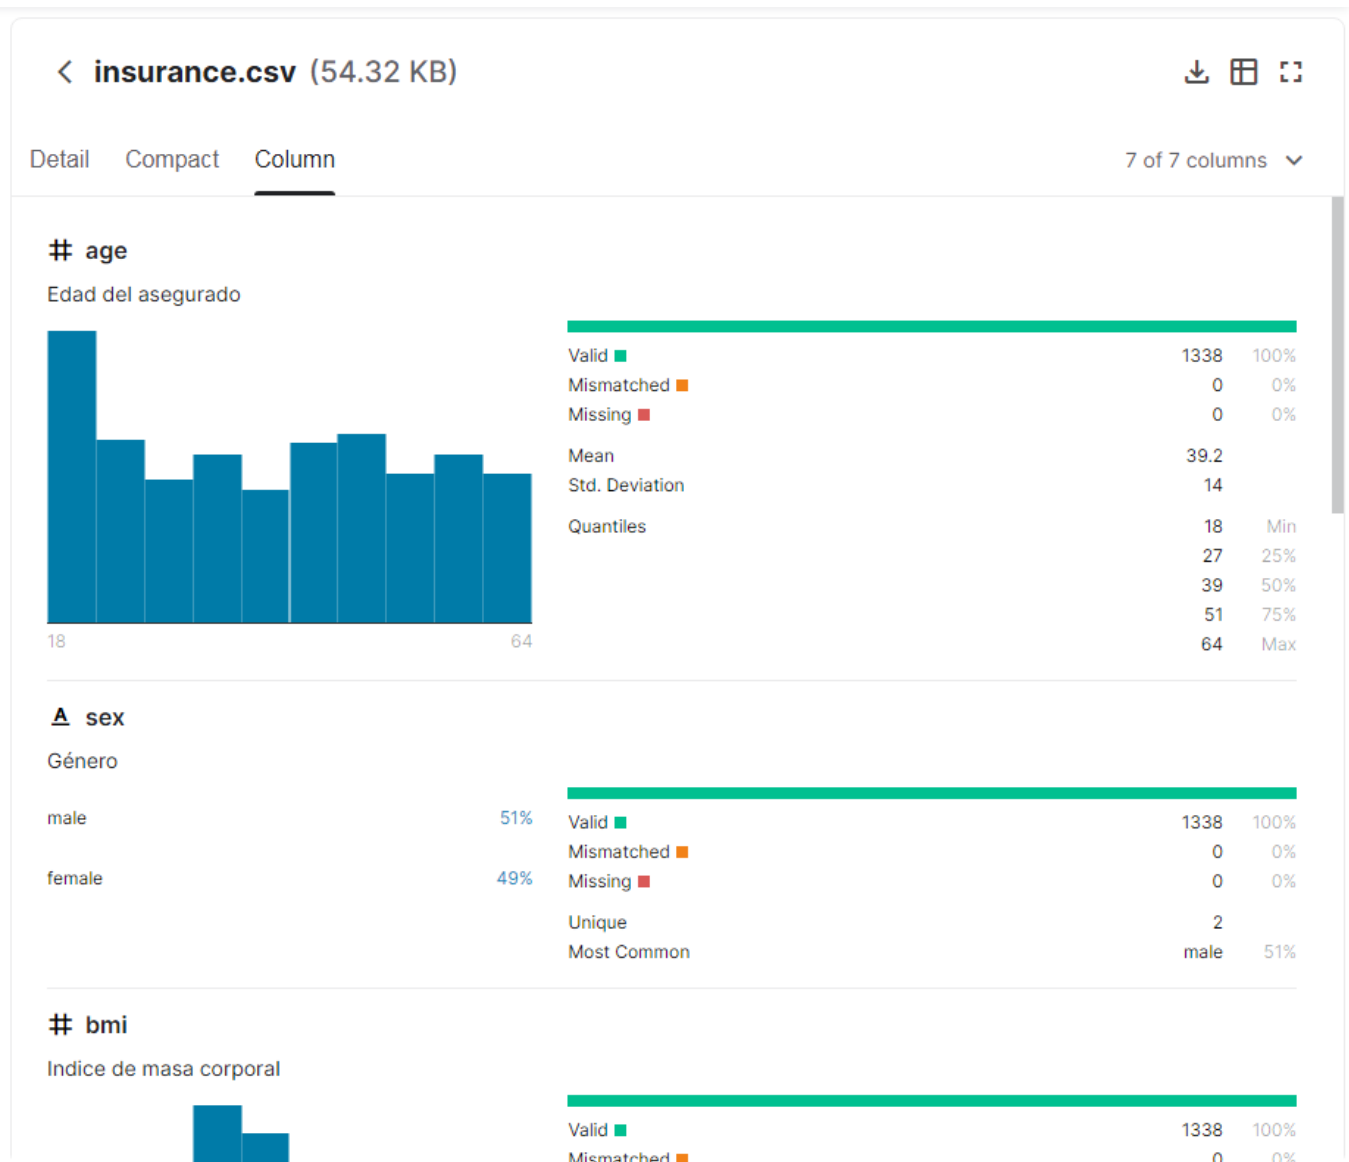 insurance.csv (54.32 KB)
Detail Compact Column 7 of 7 columns
age
Edad del asegurado
Valid 1338 100%
Mismatched 0 0%
Missing 0 0%
Mean 39.2
Std. Deviation 14
Quantiles 18 Min
27 25%
39 50%
51 75%
64 Max
18 64
sex
Género
male 51%
female 49%
Valid 1338 100%
Mismatched 0 0%
Missing 0 0%
Unique 2
Most Common male 51%
bmi
Indice de masa corporal
Valid 1338 100%
Mismatched 0 0%